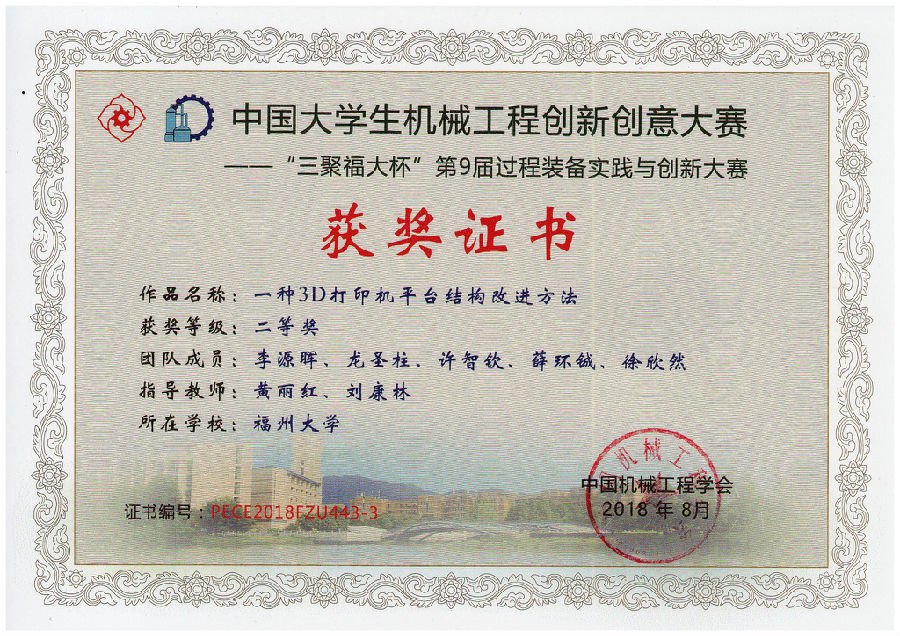 中国大学生机械工程创新创意大赛
——“三聚福大杯”第9届过程装备实践与创新大赛
获奖证书
作品名称：一种3D打印机平台结构改进方法
获奖等级：二等奖
团队成员：李源晖、龙圣柱、许智钦、薛环铖、徐欣然
指导教师：黄丽红、刘康林
所在学校：福州大学
机械工程
中国机械工程学会
证书编号：PECE2018FZU443-3
2018 年 8月